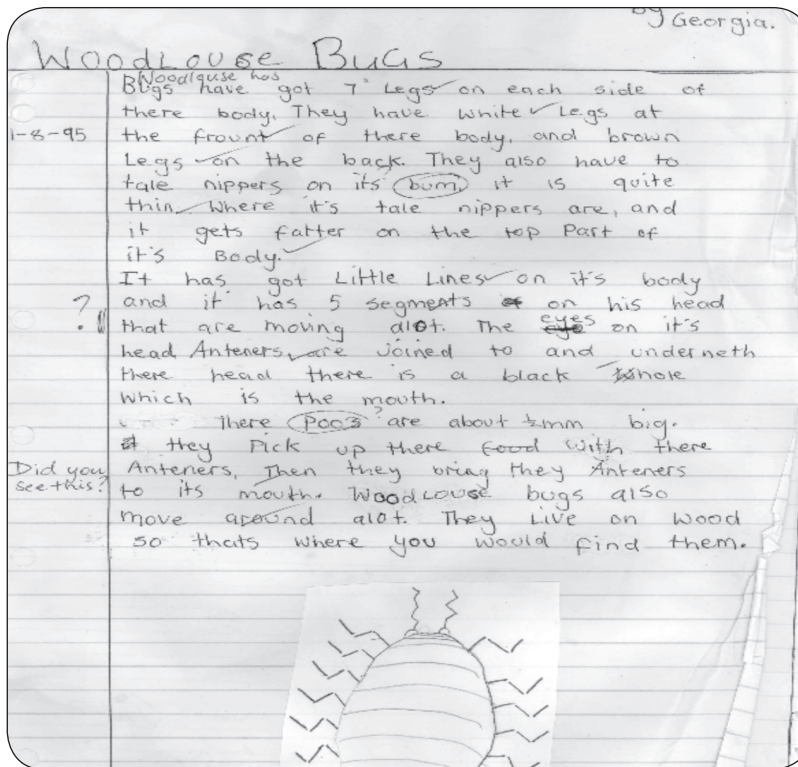 by Georgia.
Woodlouse Bugs
Woodlouse has
Bugs have got 7 Legs on each side of
there body. They have white Legs at
1-8-95
the frount of there body, and brown
Legs on the back. They also have to
tale nippers on its bum, it is quite
thin where it's tale nippers are, and
it gets fatter on the top Part of
it's Body.
It has got Little Lines on it's body
?
and it has 5 segments on his head
that are moving alot. The eyes on it's
head Anteners, are joined to and underneth
there head there is a black hole
which is the mouth.
There Poos? are about ½mm big.
they Pick up there food with there
Did you
see this?
Anteners, Then they bring they Anteners
to its mouth. Woodlouse bugs also
move around alot. They Live on wood
so thats where you would find them.